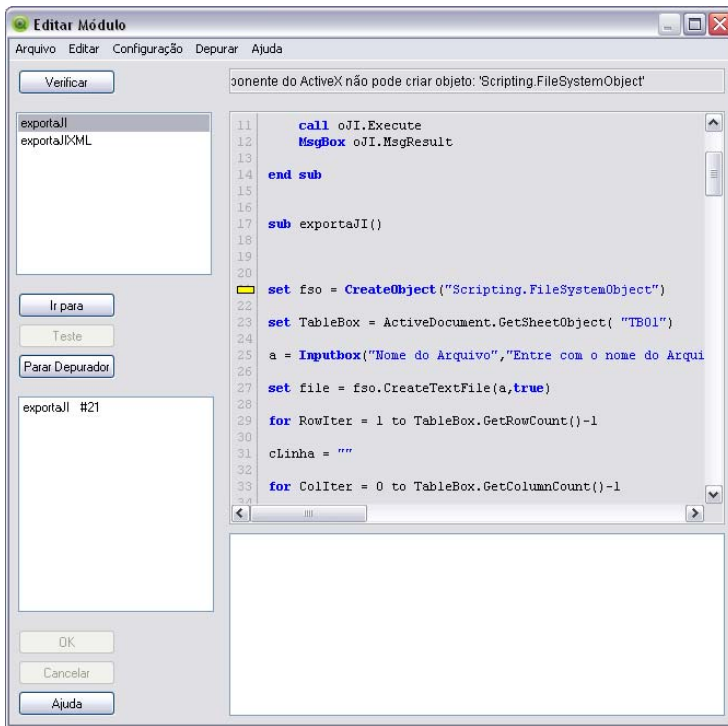 Editar Módulo
Arquivo Editar Configuração Depurar Ajuda
Verificar
ponente do ActiveX não pode criar objeto: 'Scripting.FileSystemObject'
exportaJI
exportaJIXML
11 call oJI.Execute
12 MsgBox oJI.MsgResult
13
14 end sub
15
16
17 sub exportaJI()
18
19
20
set fso = CreateObject("Scripting.FileSystemObject")
22
23 set TableBox = ActiveDocument.GetSheetObject( "TB01")
24
25 a = Inputbox("Nome do Arquivo","Entre com o nome do Arqui
26
27 set file = fso.CreateTextFile(a,true)
28
29 for RowIter = 1 to TableBox.GetRowCount()-1
30
31 cLinha = ""
32
33 for ColIter = 0 to TableBox.GetColumnCount()-1
34
Ir para
Teste
Parar Depurador
exportaJI #21
OK
Cancelar
Ajuda